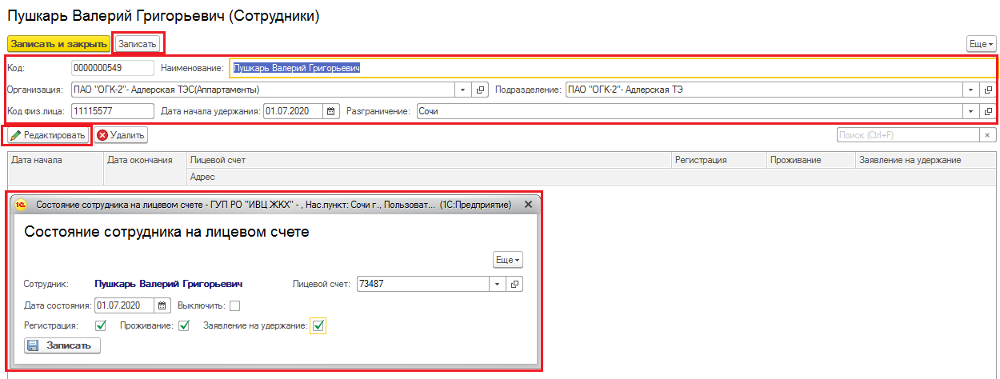 Пушкарь Валерий Григорьевич (Сотрудники)
Записать и закрыть Записать Еще
Код: 0000000549 Наименование: Пушкарь Валерий Григорьевич
Организация: ПАО "ОГК-2"- Адлерская ТЭС(Аппартаменты) Подразделение: ПАО "ОГК-2"- Адлерская ТЭ
Код физ.лица: 11115577 Дата начала удержания: 01.07.2020 Разграничение: Сочи
Редактировать Удалить Поиск (Ctrl+F) ×
Дата начала Дата окончания Лицевой счет Регистрация Проживание Заявление на удержание
Адрес
1С Состояние сотрудника на лицевом счете - ГУП РО "ИВЦ ЖКХ" - , Нас.пункт: Сочи г., Пользоват... (1С:Предприятие)
Состояние сотрудника на лицевом счете
Еще
Сотрудник: Пушкарь Валерий Григорьевич Лицевой счет: 73487
Дата состояния: 01.07.2020 Выключить:
Регистрация: Проживание: Заявление на удержание:
Записать